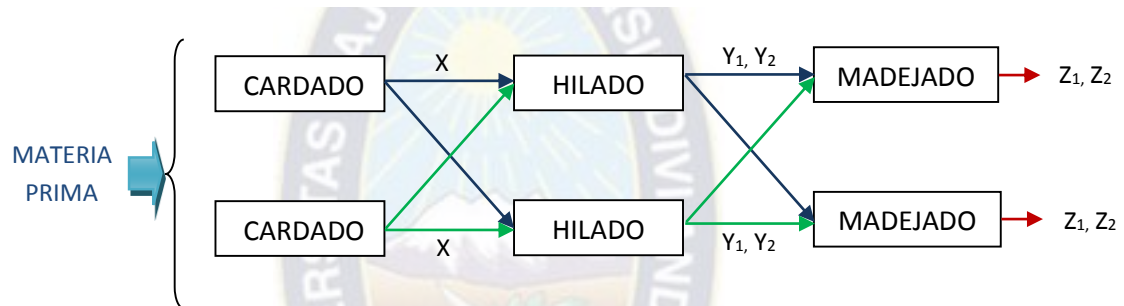 X
Y₁, Y₂
CARDADO
HILADO
MADEJADO
Z₁, Z₂
MATERIA
PRIMA
CARDADO
HILADO
MADEJADO
Z₁, Z₂
X
Y₁, Y₂